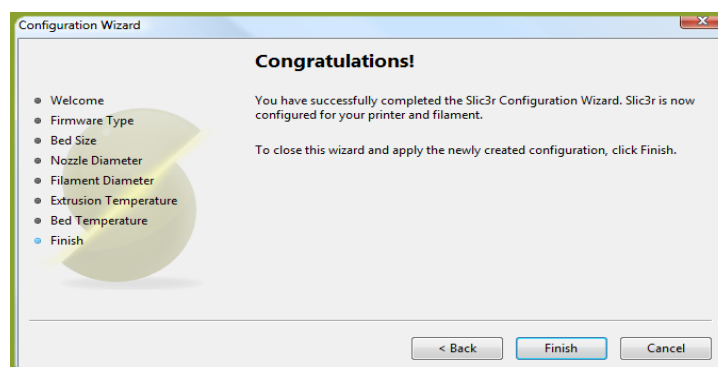 Configuration Wizard
Congratulations!
Welcome
Firmware Type
Bed Size
Nozzle Diameter
Filament Diameter
Extrusion Temperature
Bed Temperature
Finish
You have successfully completed the Slic3r Configuration Wizard. Slic3r is now
configured for your printer and filament.
To close this wizard and apply the newly created configuration, click Finish.
< Back
Finish
Cancel